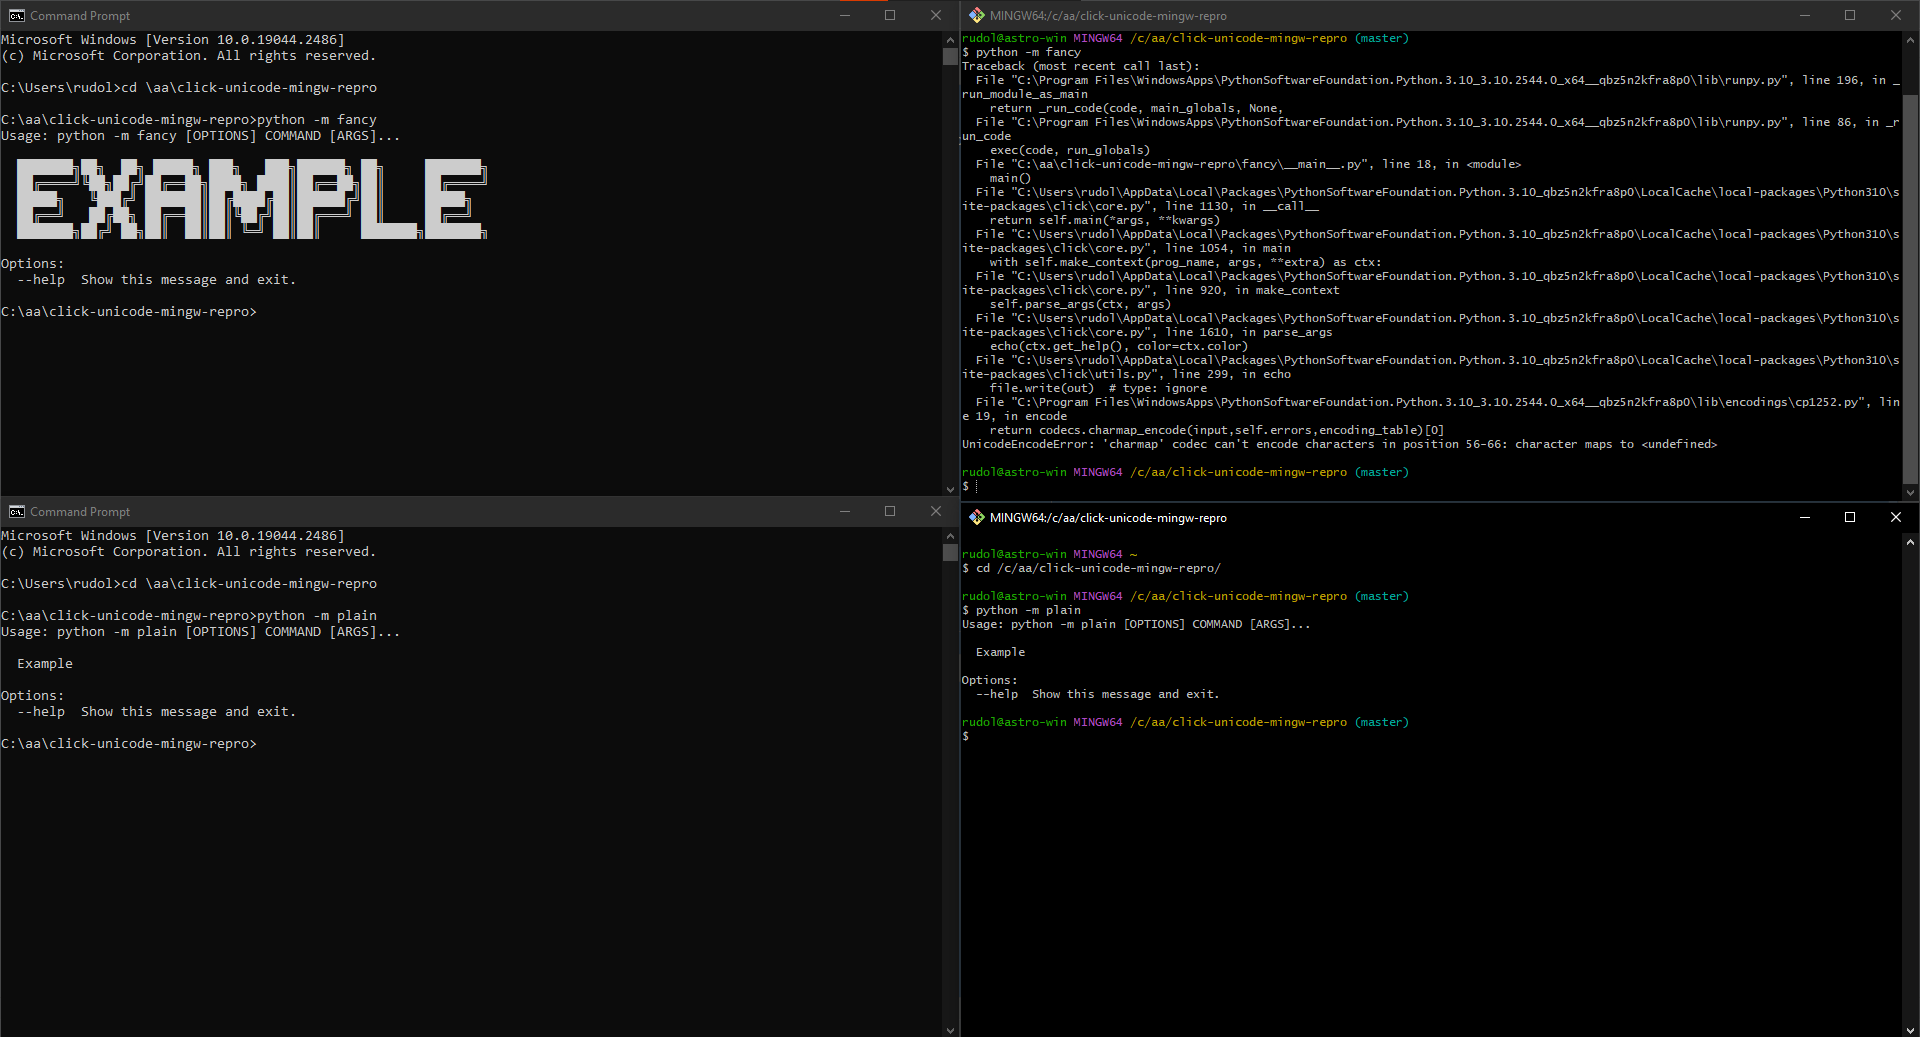 Command Prompt
Microsoft Windows [Version 10.0.19044.2486]
(c) Microsoft Corporation. All rights reserved.
C:\Users\rudol>cd \aa\click-unicode-mingw-repro
C:\aa\click-unicode-mingw-repro>python -m fancy
Usage: python -m fancy [OPTIONS] COMMAND [ARGS]...
EXAMPLE
Options:
--help  Show this message and exit.
C:\aa\click-unicode-mingw-repro>
MINGW64:/c/aa/click-unicode-mingw-repro
rudol@astro-win MINGW64 /c/aa/click-unicode-mingw-repro (master)
$ python -m fancy
Traceback (most recent call last):
File "C:\Program Files\WindowsApps\PythonSoftwareFoundation.Python.3.10_3.10.2544.0_x64__qbz5n2kfra8p0\lib\runpy.py", line 196, in _
run_module_as_main
return _run_code(code, main_globals, None,
File "C:\Program Files\WindowsApps\PythonSoftwareFoundation.Python.3.10_3.10.2544.0_x64__qbz5n2kfra8p0\lib\runpy.py", line 86, in _r
un_code
exec(code, run_globals)
File "C:\aa\click-unicode-mingw-repro\fancy\__main__.py", line 18, in <module>
main()
File "C:\Users\rudol\AppData\Local\Packages\PythonSoftwareFoundation.Python.3.10_qbz5n2kfra8p0\LocalCache\local-packages\Python310\s
ite-packages\click\core.py", line 1130, in __call__
return self.main(*args, **kwargs)
File "C:\Users\rudol\AppData\Local\Packages\PythonSoftwareFoundation.Python.3.10_qbz5n2kfra8p0\LocalCache\local-packages\Python310\s
ite-packages\click\core.py", line 1054, in main
with self.make_context(prog_name, args, **extra) as ctx:
File "C:\Users\rudol\AppData\Local\Packages\PythonSoftwareFoundation.Python.3.10_qbz5n2kfra8p0\LocalCache\local-packages\Python310\s
ite-packages\click\core.py", line 920, in make_context
self.parse_args(ctx, args)
File "C:\Users\rudol\AppData\Local\Packages\PythonSoftwareFoundation.Python.3.10_qbz5n2kfra8p0\LocalCache\local-packages\Python310\s
ite-packages\click\core.py", line 1610, in parse_args
echo(ctx.get_help(), color=ctx.color)
File "C:\Users\rudol\AppData\Local\Packages\PythonSoftwareFoundation.Python.3.10_qbz5n2kfra8p0\LocalCache\local-packages\Python310\s
ite-packages\click\utils.py", line 299, in echo
file.write(out)  # type: ignore
File "C:\Program Files\WindowsApps\PythonSoftwareFoundation.Python.3.10_3.10.2544.0_x64__qbz5n2kfra8p0\lib\encodings\cp1252.py", lin
e 19, in encode
return codecs.charmap_encode(input,self.errors,encoding_table)[0]
UnicodeEncodeError: 'charmap' codec can't encode characters in position 56-66: character maps to <undefined>
rudol@astro-win MINGW64 /c/aa/click-unicode-mingw-repro (master)
$
Command Prompt
Microsoft Windows [Version 10.0.19044.2486]
(c) Microsoft Corporation. All rights reserved.
C:\Users\rudol>cd \aa\click-unicode-mingw-repro
C:\aa\click-unicode-mingw-repro>python -m plain
Usage: python -m plain [OPTIONS] COMMAND [ARGS]...
Example
Options:
--help  Show this message and exit.
C:\aa\click-unicode-mingw-repro>
MINGW64:/c/aa/click-unicode-mingw-repro
rudol@astro-win MINGW64 ~
$ cd /c/aa/click-unicode-mingw-repro/
rudol@astro-win MINGW64 /c/aa/click-unicode-mingw-repro (master)
$ python -m plain
Usage: python -m plain [OPTIONS] COMMAND [ARGS]...
Example
Options:
--help  Show this message and exit.
rudol@astro-win MINGW64 /c/aa/click-unicode-mingw-repro (master)
$